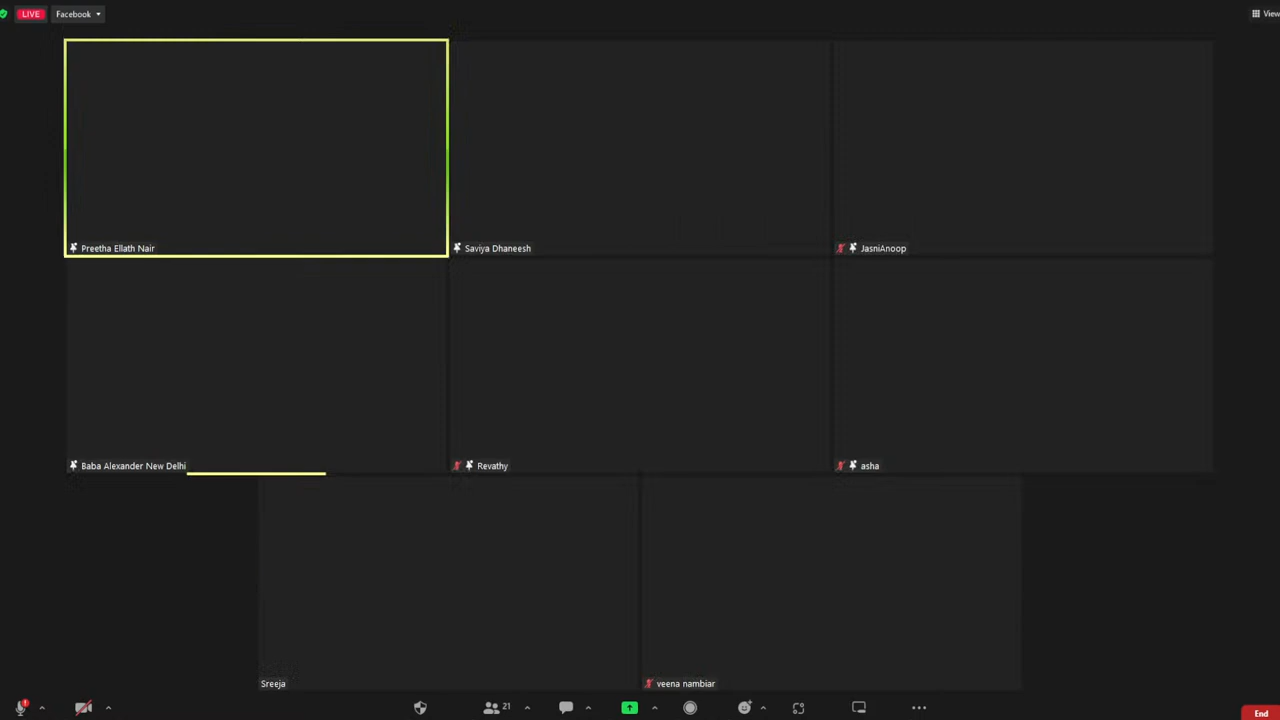 LIVE
Facebook
View
Preetha Ellath Nair
Saviya Dhaneesh
JasniAnoop
Baba Alexander New Delhi
Revathy
asha
Sreeja
veena nambiar
21
End